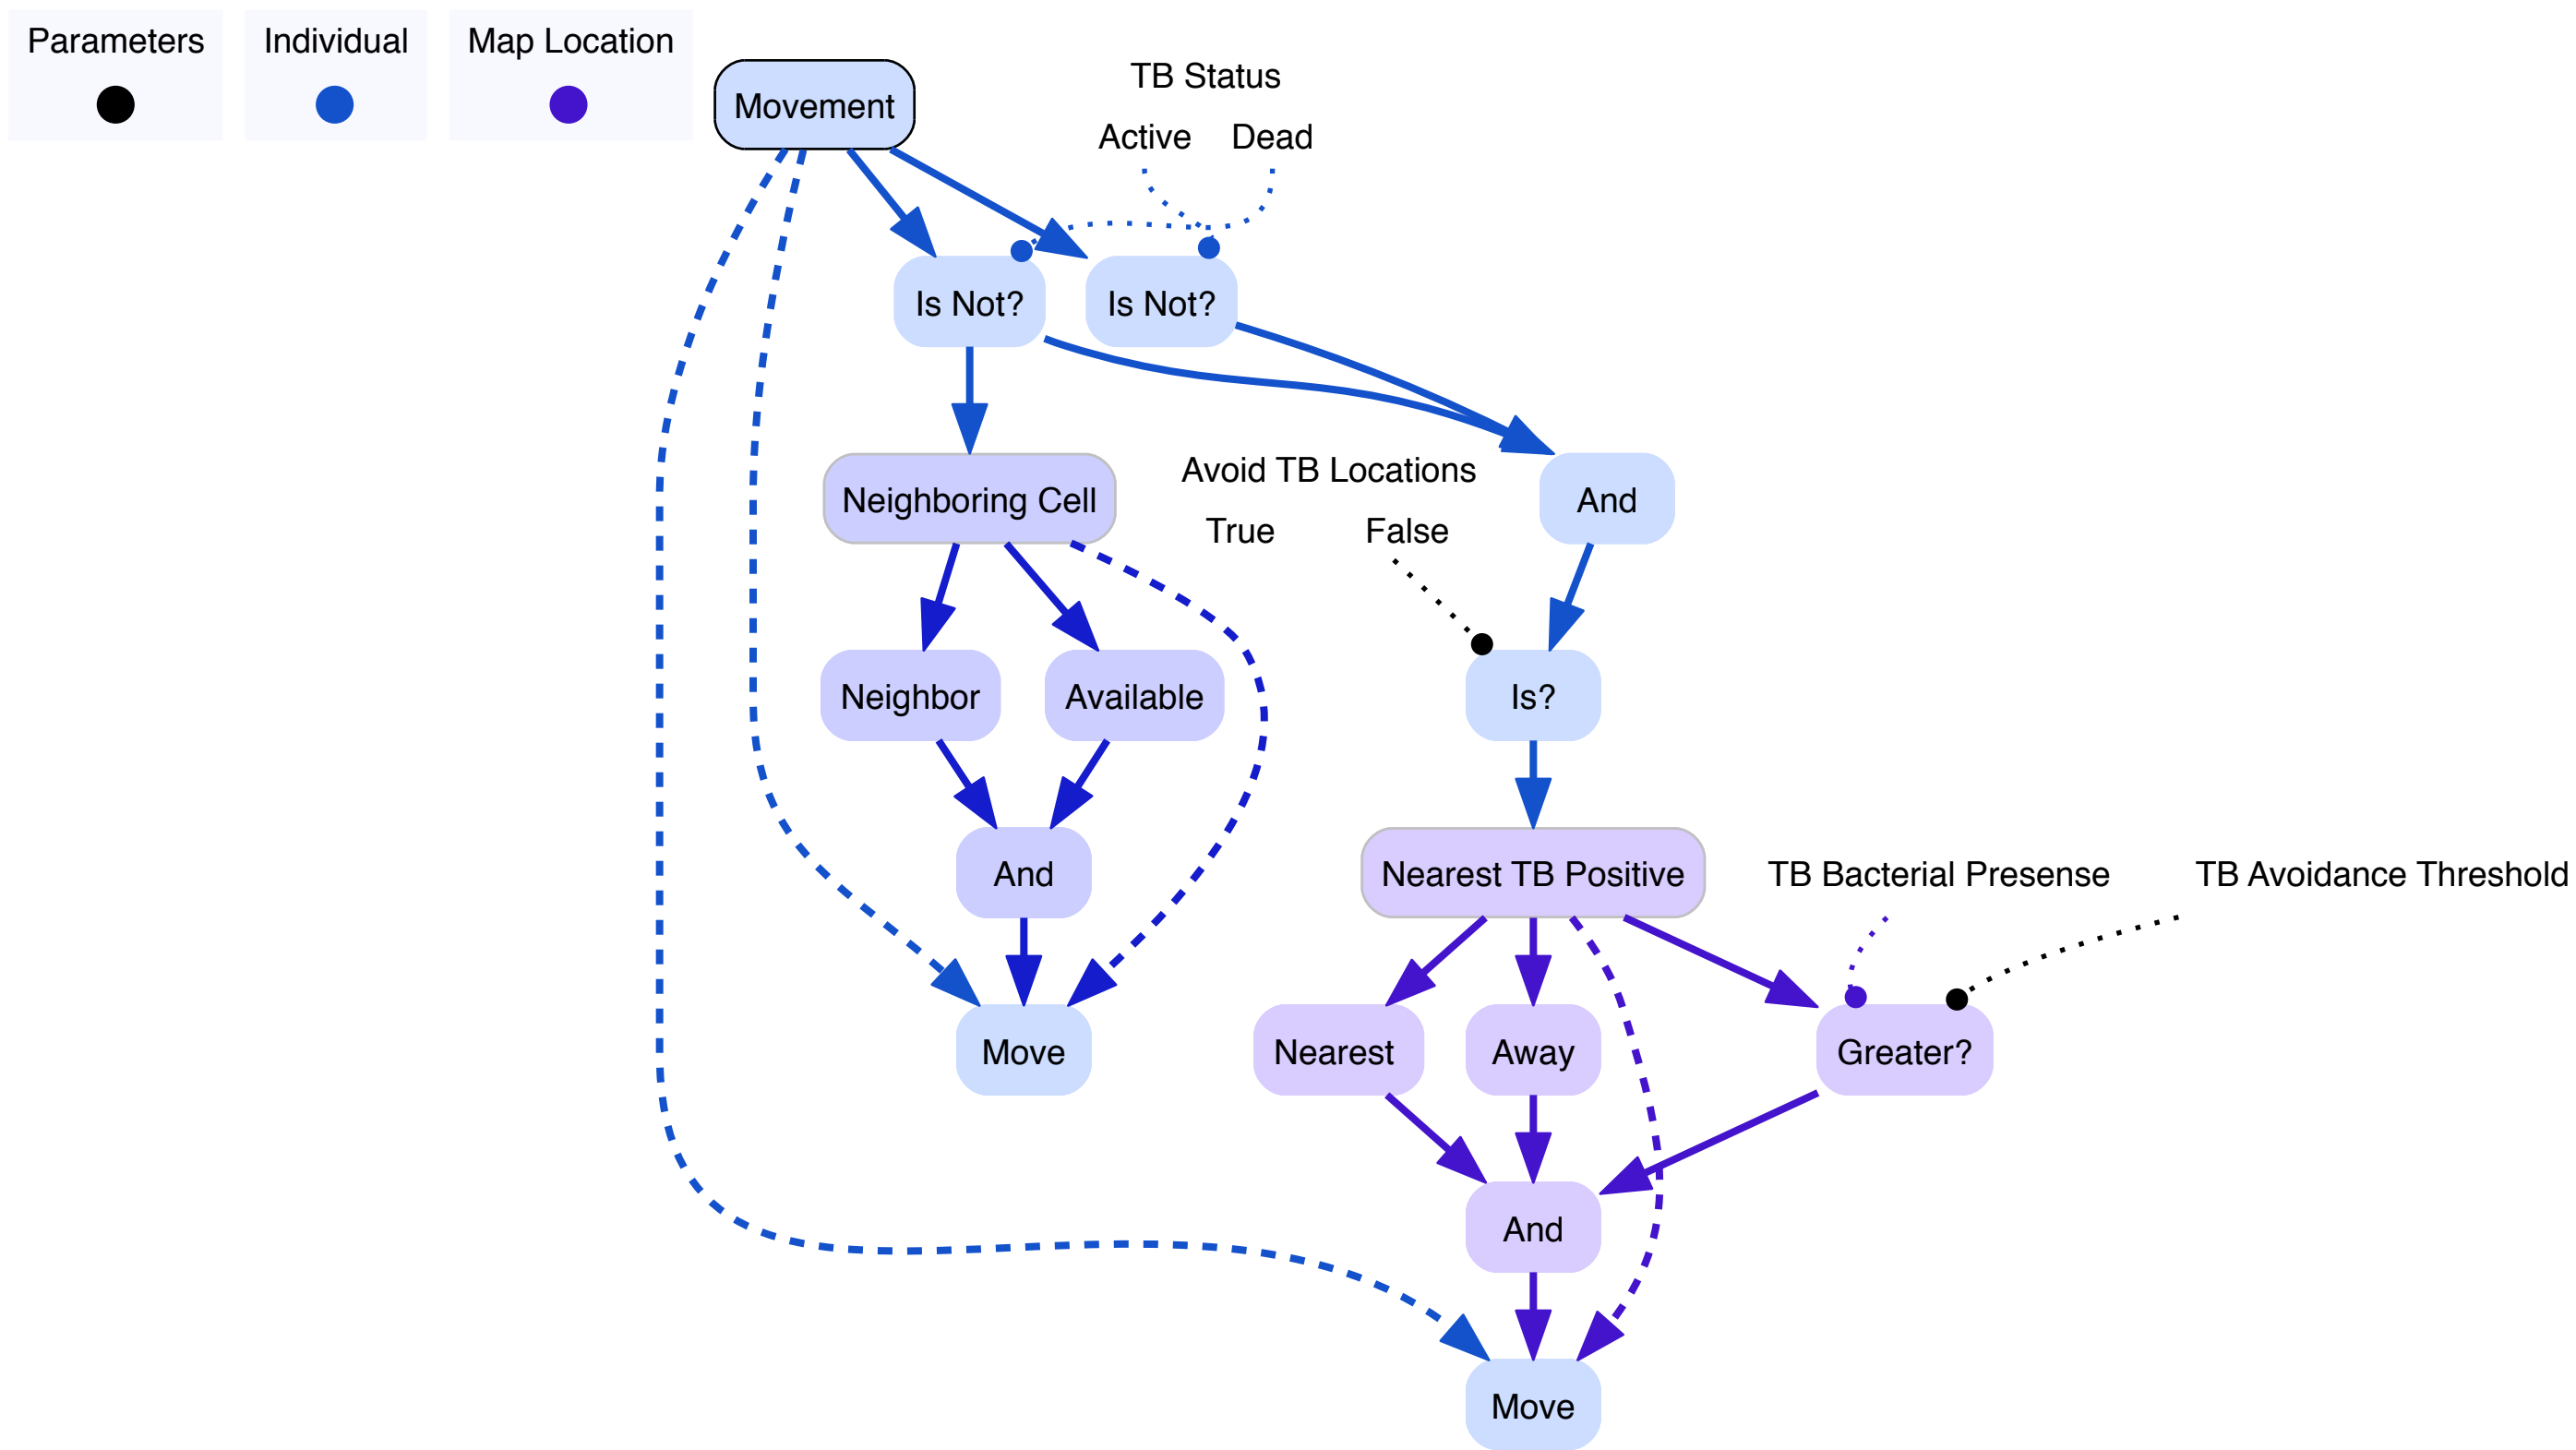 Parameters
Individual
Map Location
Movement
TB Status
Active
Dead
Is Not?
Is Not?
Neighboring Cell
Avoid TB Locations
True
False
And
Neighbor
Available
Is?
And
Nearest TB Positive
TB Bacterial Presense
TB Avoidance Threshold
Move
Nearest
Away
Greater?
And
Move